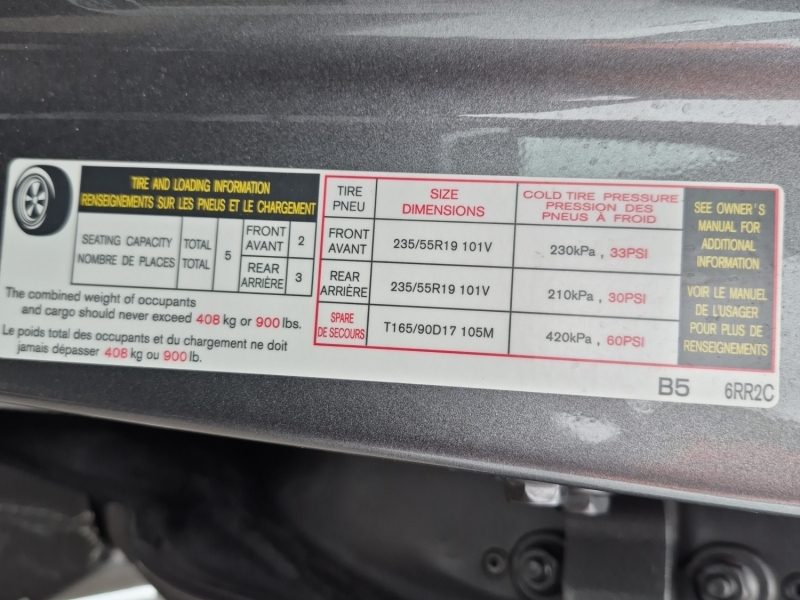 TIRE AND LOADING INFORMATION
RENSEIGNEMENTS SUR LES PNEUS ET LE CHARGEMENT
SEATING CAPACITY TOTAL 5 FRONT AVANT 2
NOMBRE DE PLACES TOTAL REAR ARRIÈRE 3
The combined weight of occupants
and cargo should never exceed 408 kg or 900 lbs.
Le poids total des occupants et du chargement ne doit
jamais dépasser 408 kg ou 900 lb.
TIRE PNEU SIZE DIMENSIONS COLD TIRE PRESSURE PRESSION DES PNEUS À FROID
FRONT AVANT 235/55R19 101V 230kPa , 33PSI
REAR ARRIÈRE 235/55R19 101V 210kPa , 30PSI
SPARE DE SECOURS T165/90D17 105M 420kPa , 60PSI
SEE OWNER'S
MANUAL FOR
ADDITIONAL
INFORMATION
VOIR LE MANUEL
DE L'USAGER
POUR PLUS DE
RENSEIGNEMENTS
B5 6RR2C